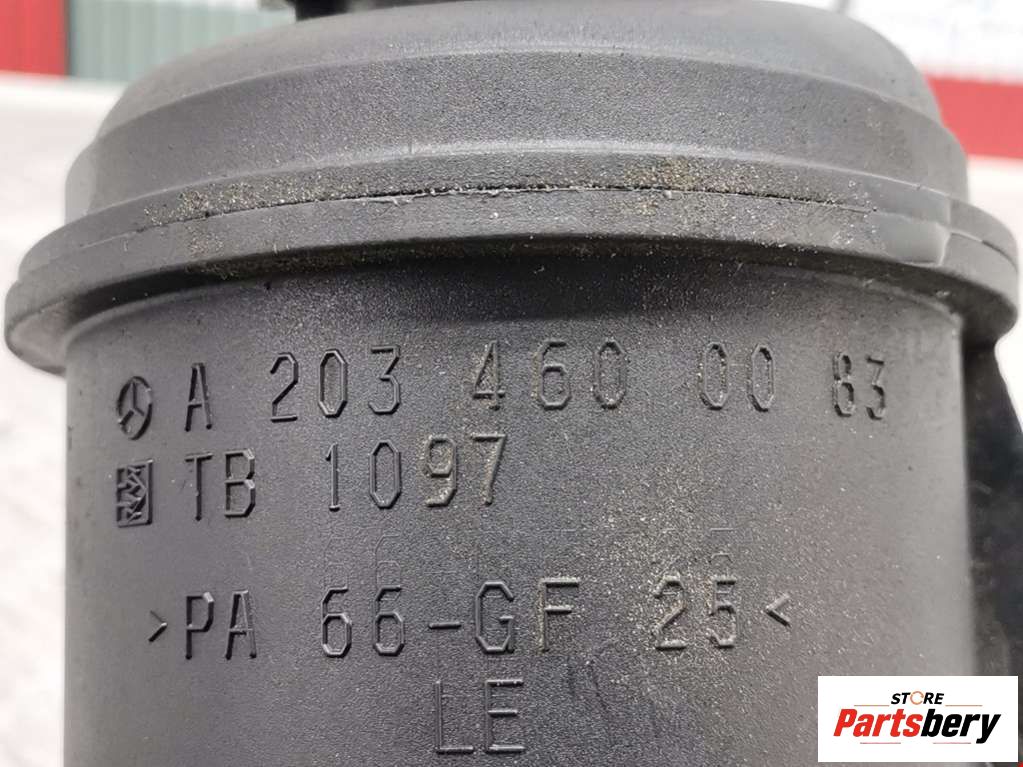 A 203 460 00 83
TB 1097
>PA 66-GF 25<
LE
STORE
Partsbery